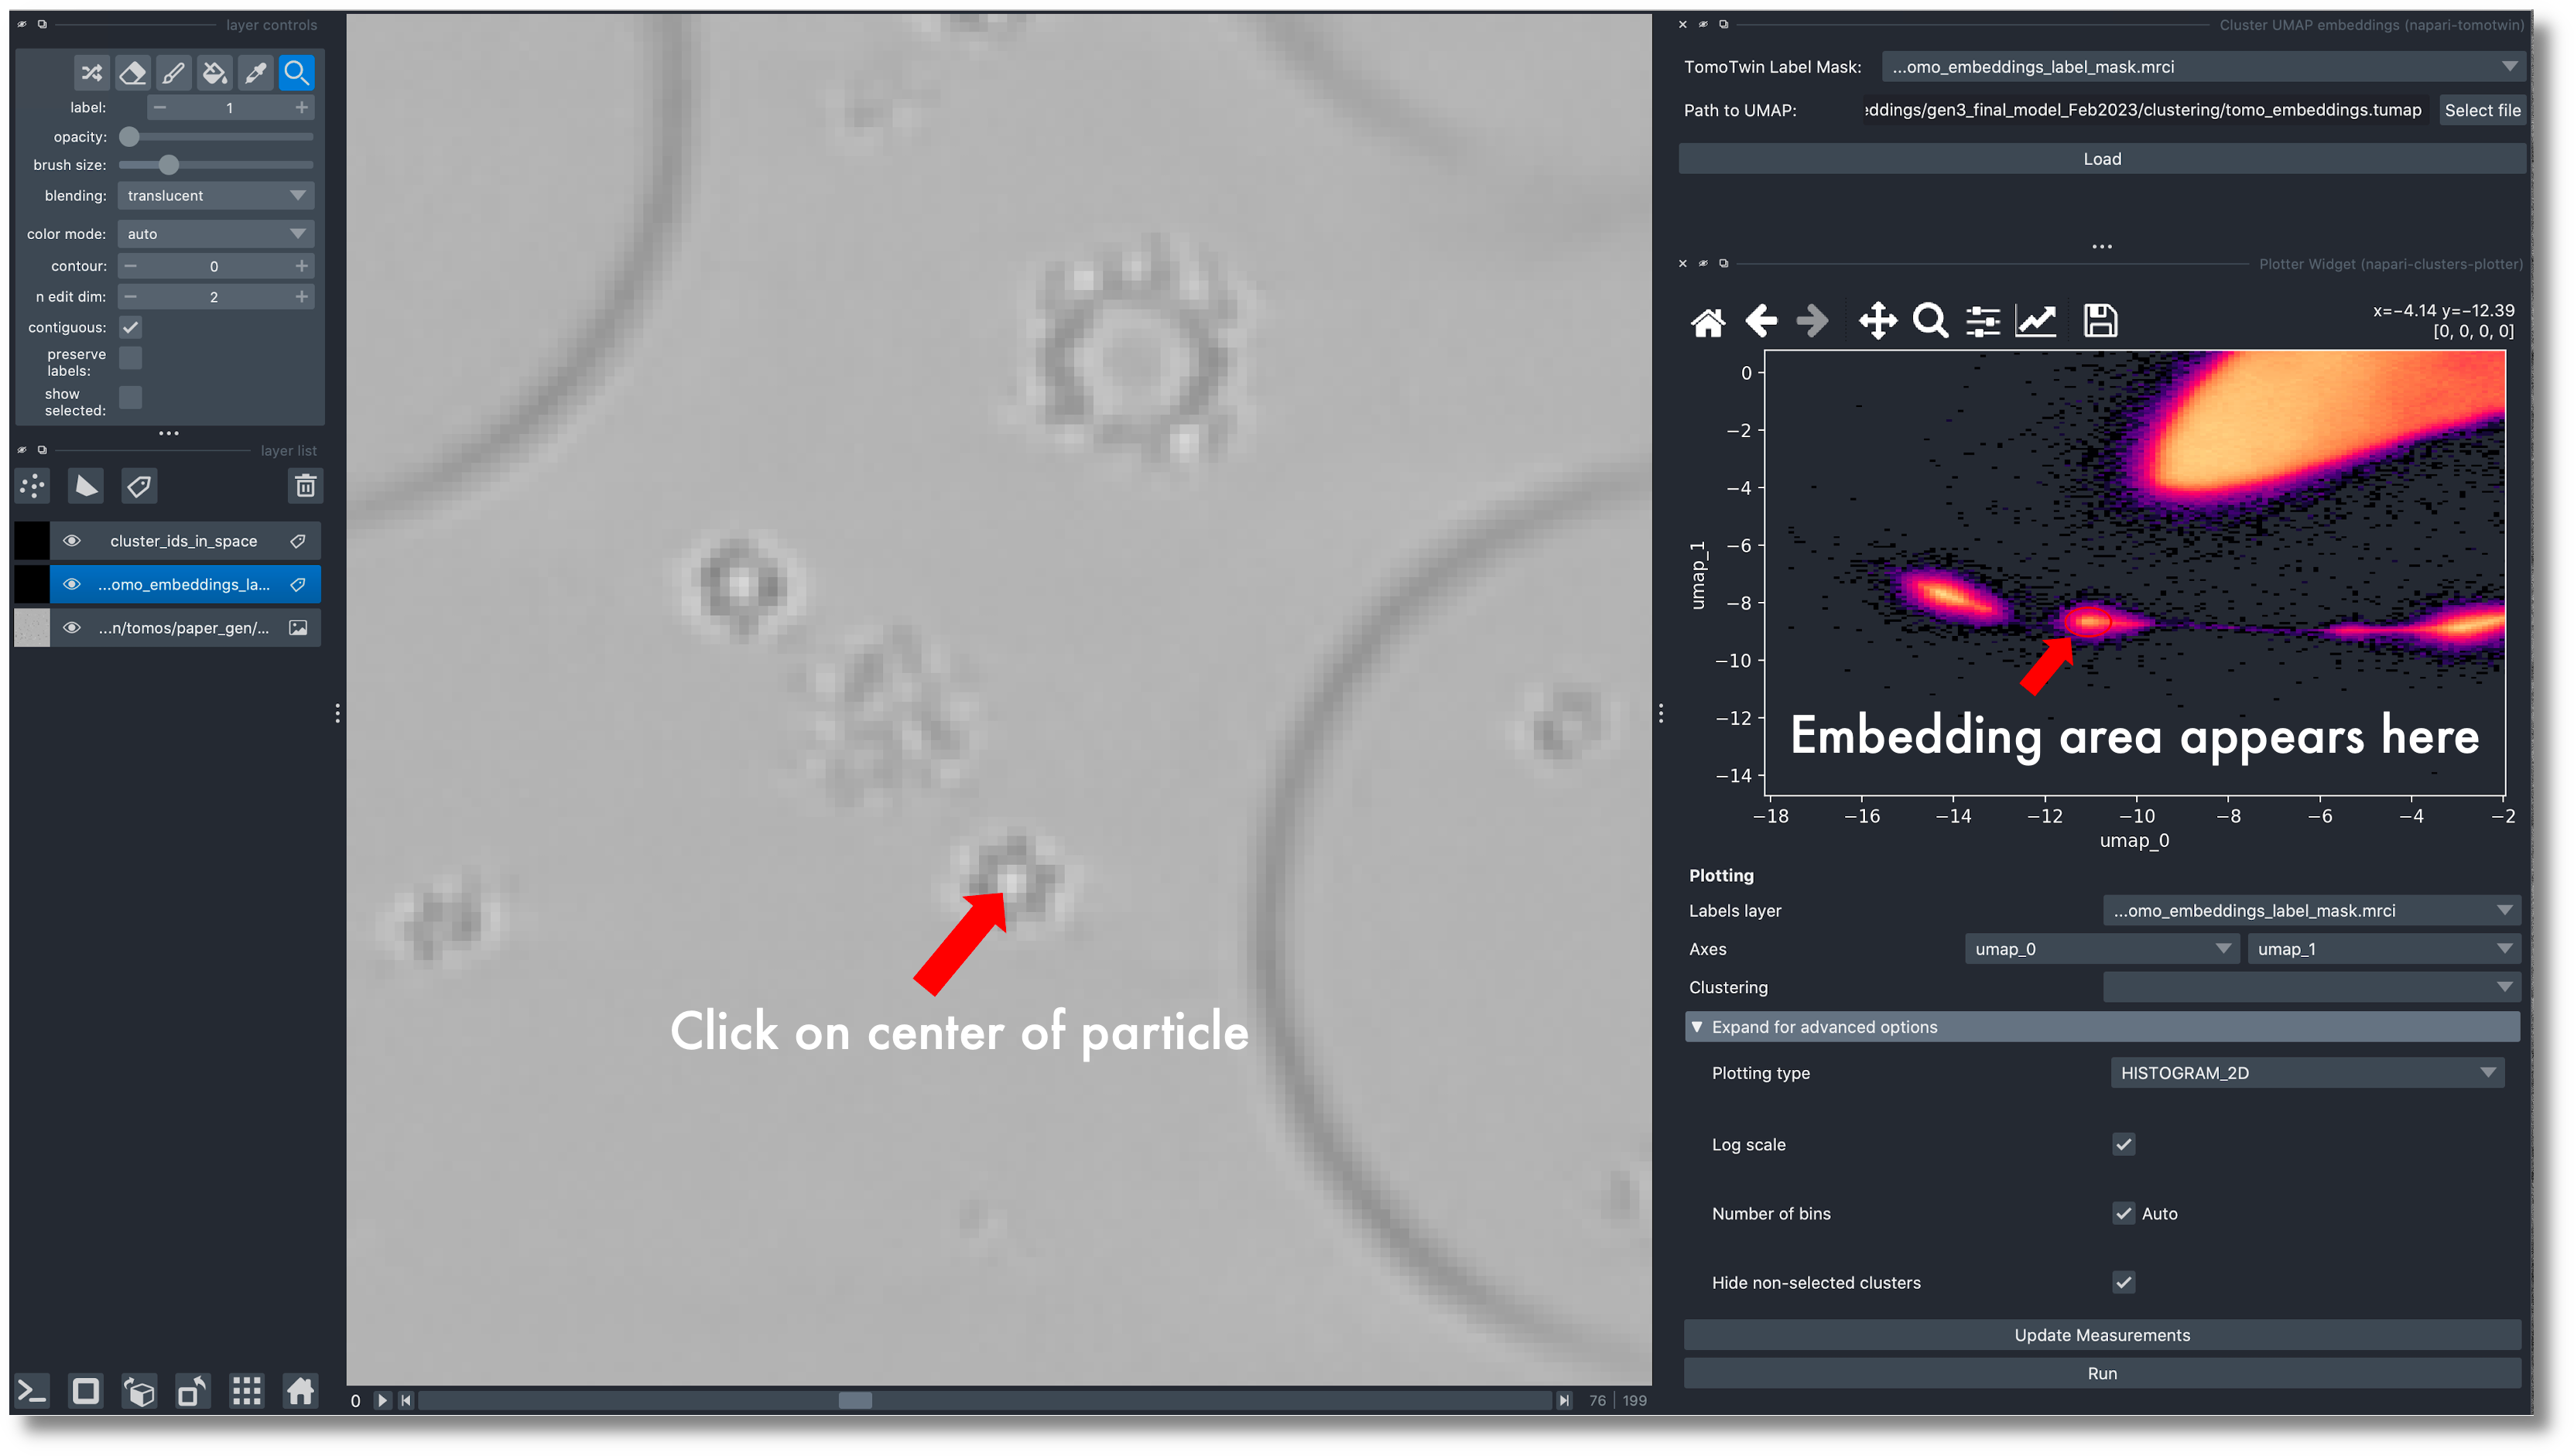 layer controls
label:
1
opacity:
brush size:
blending:
translucent
color mode:
auto
contour:
0
n edit dim:
2
contiguous:
preserve
labels:
show
selected:
layer list
cluster_ids_in_space
...omo_embeddings_la...
...n/tomos/paper_gen/...
Click on center of particle
0
76 | 199
Cluster UMAP embeddings (napari-tomotwin)
TomoTwin Label Mask:
...omo_embeddings_label_mask.mrci
Path to UMAP:
eddings/gen3_final_model_Feb2023/clustering/tomo_embeddings.tumap
Select file
Load
Plotter Widget (napari-clusters-plotter)
x=−4.14 y=−12.39
[0, 0, 0, 0]
0
−2
−4
−6
−8
−10
−12
−14
umap_1
Embedding area appears here
−18 −16 −14 −12 −10 −8 −6 −4 −2
umap_0
Plotting
Labels layer
...omo_embeddings_label_mask.mrci
Axes
umap_0
umap_1
Clustering
Expand for advanced options
Plotting type
HISTOGRAM_2D
Log scale
Number of bins
Auto
Hide non-selected clusters
Update Measurements
Run